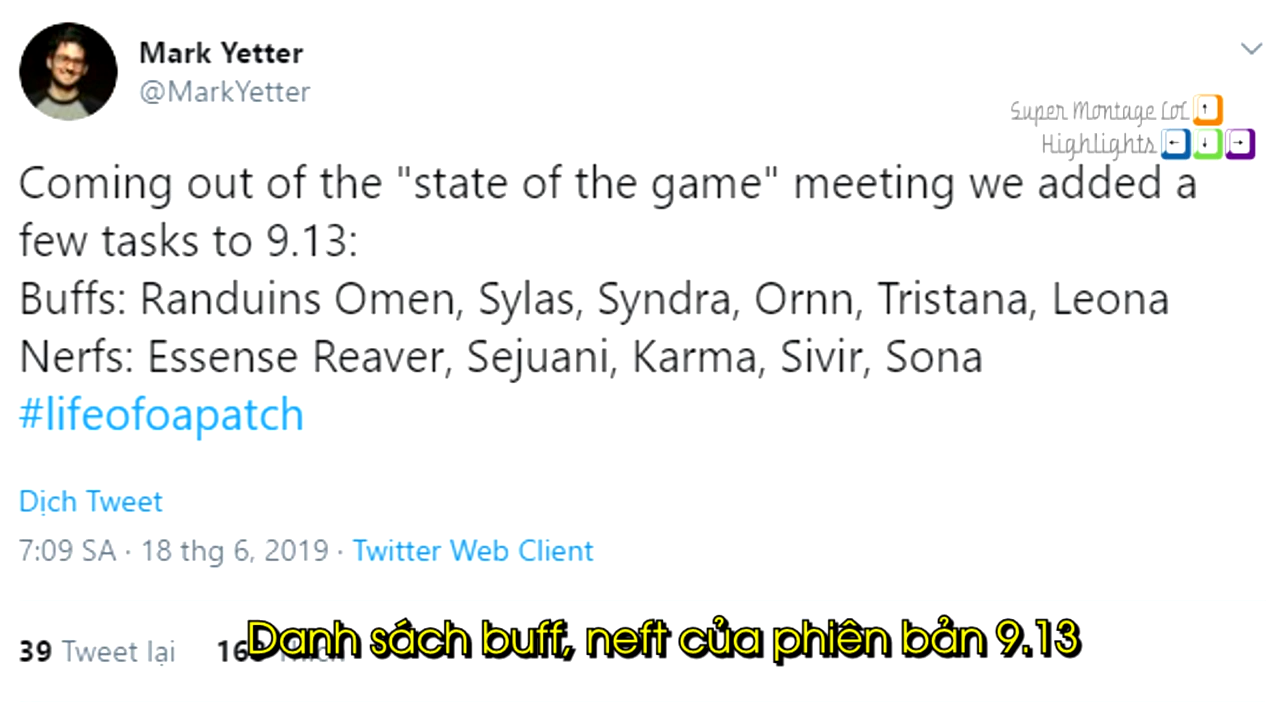 Mark Yetter
@MarkYetter
Super Montage LoL
Highlights
Coming out of the "state of the game" meeting we added a
few tasks to 9.13:
Buffs: Randuins Omen, Sylas, Syndra, Ornn, Tristana, Leona
Nerfs: Essense Reaver, Sejuani, Karma, Sivir, Sona
#lifeofoapatch
Dịch Tweet
7:09 SA · 18 thg 6, 2019 · Twitter Web Client
39 Tweet lại
Danh sách buff, neft của phiên bản 9.13